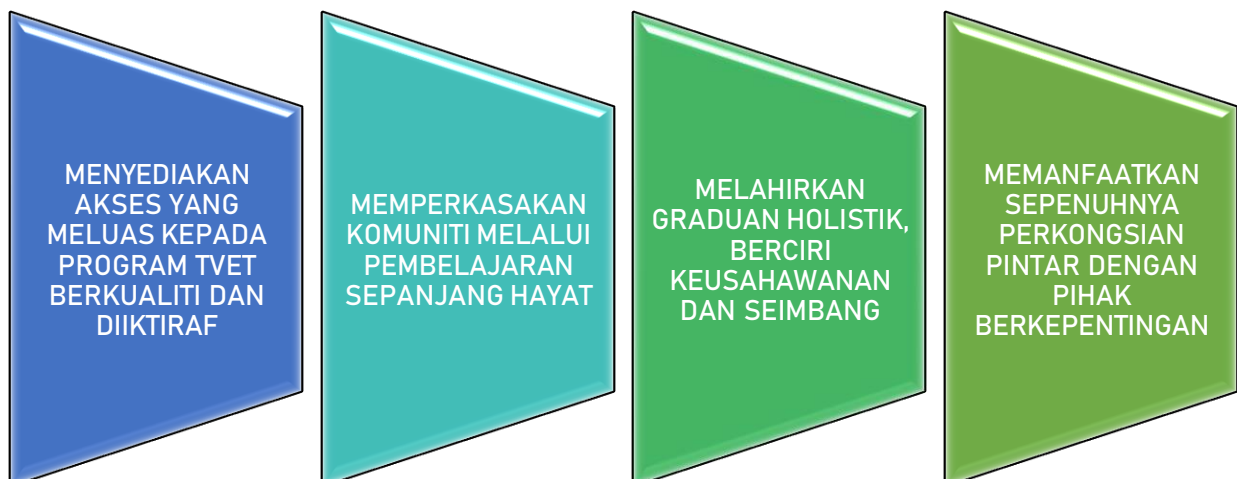 MENYEDIAKAN
AKSES YANG
MELUAS KEPADA
PROGRAM TVET
BERKUALITI DAN
DIIKTIRAF
MEMPERKASAKAN
KOMUNITI MELALUI
PEMBELAJARAN
SEPANJANG HAYAT
MELAHIRKAN
GRADUAN HOLISTIK,
BERCIRI
KEUSAHAWANAN
DAN SEIMBANG
MEMANFAATKAN
SEPENUHNYA
PERKONGSIAN
PINTAR DENGAN
PIHAK
BERKEPENTINGAN